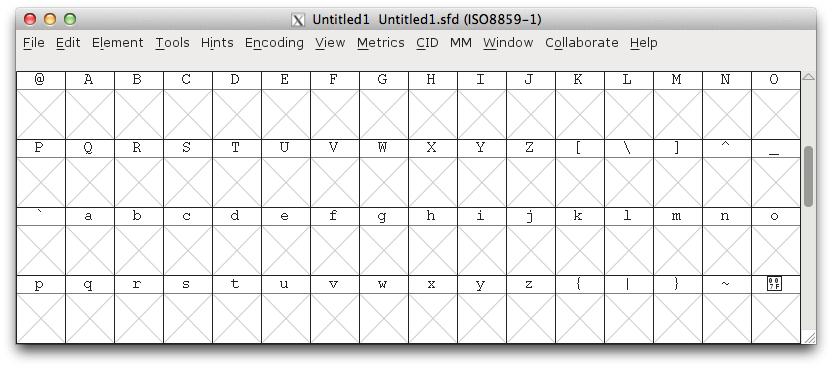 Untitled1 Untitled1.sfd (ISO8859-1)
File Edit Element Tools Hints Encoding View Metrics CID MM Window Collaborate Help
@ A B C D E F G H I J K L M N O
P Q R S T U V W X Y Z [ \ ] ^ _
` a b c d e f g h i j k l m n o
p q r s t u v w x y z { | } ~ 007F